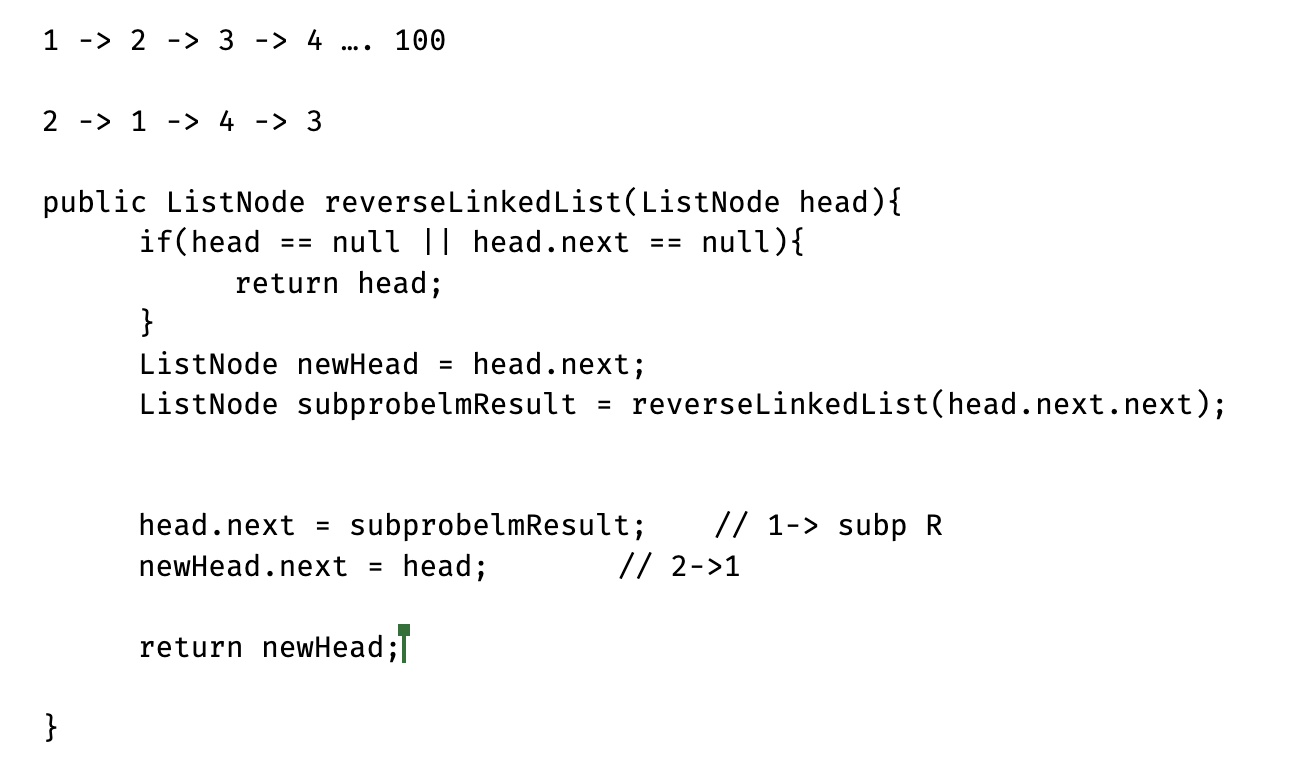 1 -> 2 -> 3 -> 4 …. 100
2 -> 1 -> 4 -> 3
public ListNode reverseLinkedList(ListNode head){
if(head == null || head.next == null){
return head;
}
ListNode newHead = head.next;
ListNode subprobelmResult = reverseLinkedList(head.next.next);
head.next = subprobelmResult;    // 1-> subp R
newHead.next = head;        // 2->1
return newHead;
}